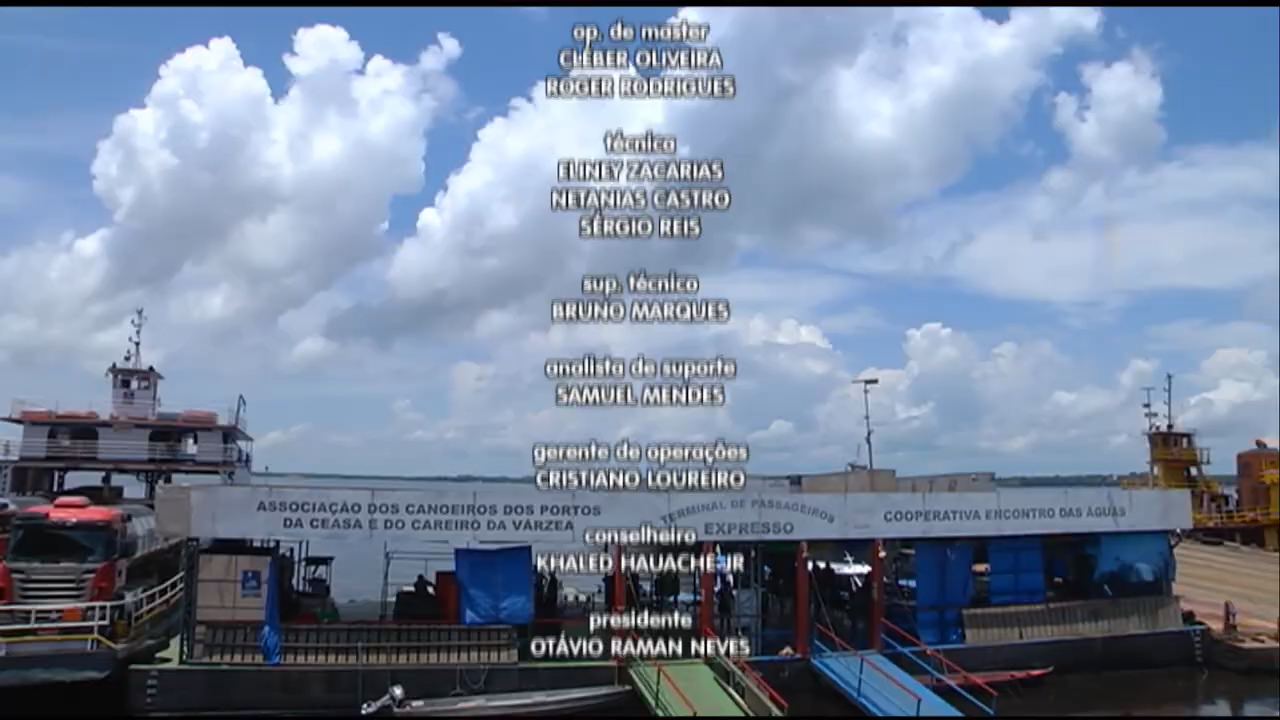 op. de master
CLÉBER OLIVEIRA
ROGER RODRIGUES
técnica
ELINEY ZACARIAS
NETANIAS CASTRO
SÉRGIO REIS
sup. técnico
BRUNO MARQUES
analista de suporte
SAMUEL MENDES
gerente de operações
CRISTIANO LOUREIRO
ASSOCIAÇÃO DOS CANOEIROS DOS PORTOS
DA CEASA E DO CAREIRO DA VÁRZEA
TERMINAL DE PASSAGEIROS
EXPRESSO
COOPERATIVA ENCONTRO DAS ÁGUAS
conselheiro
KHALED HAUACHE JR
presidente
OTÁVIO RAMAN NEVES